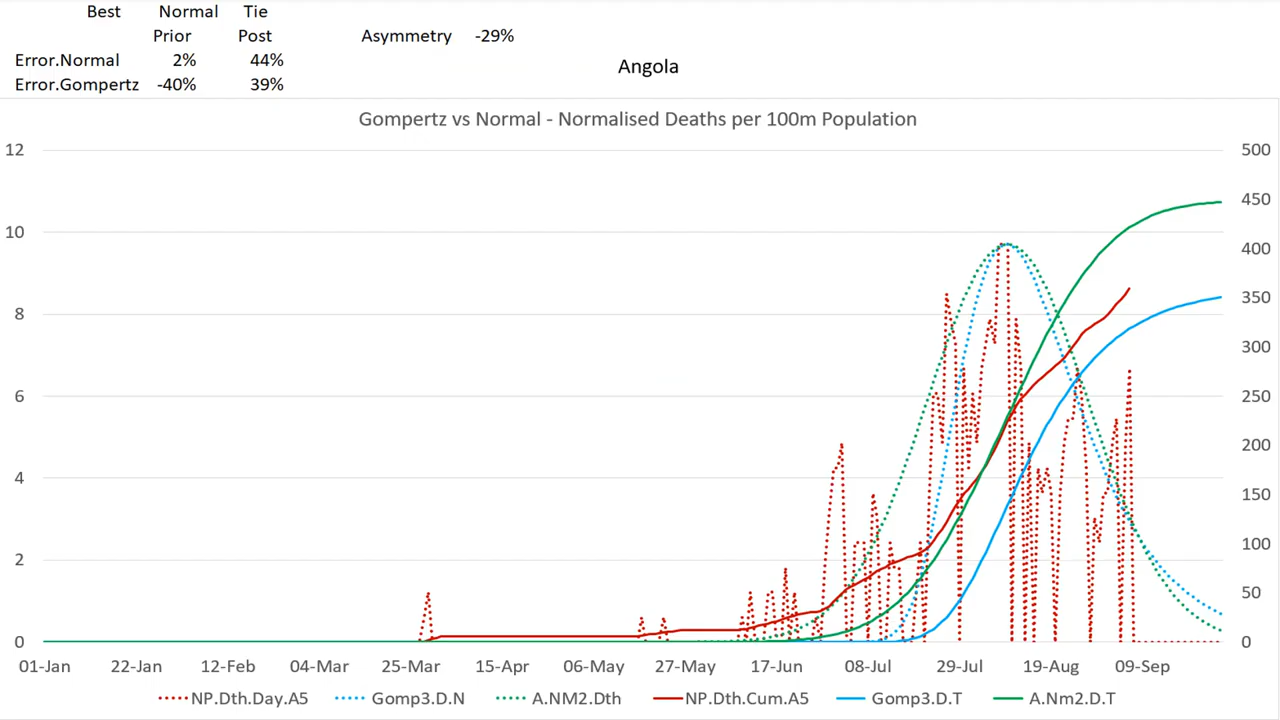 Best Normal Tie
Prior Post Asymmetry -29%
Error.Normal 2% 44%
Angola
Error.Gompertz -40% 39%
Gompertz vs Normal - Normalised Deaths per 100m Population
12 500
450
10 400
350
8 300
6 250
200
4 150
100
2 50
0 0
01-Jan 22-Jan 12-Feb 04-Mar 25-Mar 15-Apr 06-May 27-May 17-Jun 08-Jul 29-Jul 19-Aug 09-Sep
NP.Dth.Day.A5 Gomp3.D.N A.NM2.Dth NP.Dth.Cum.A5 Gomp3.D.T A.Nm2.D.T